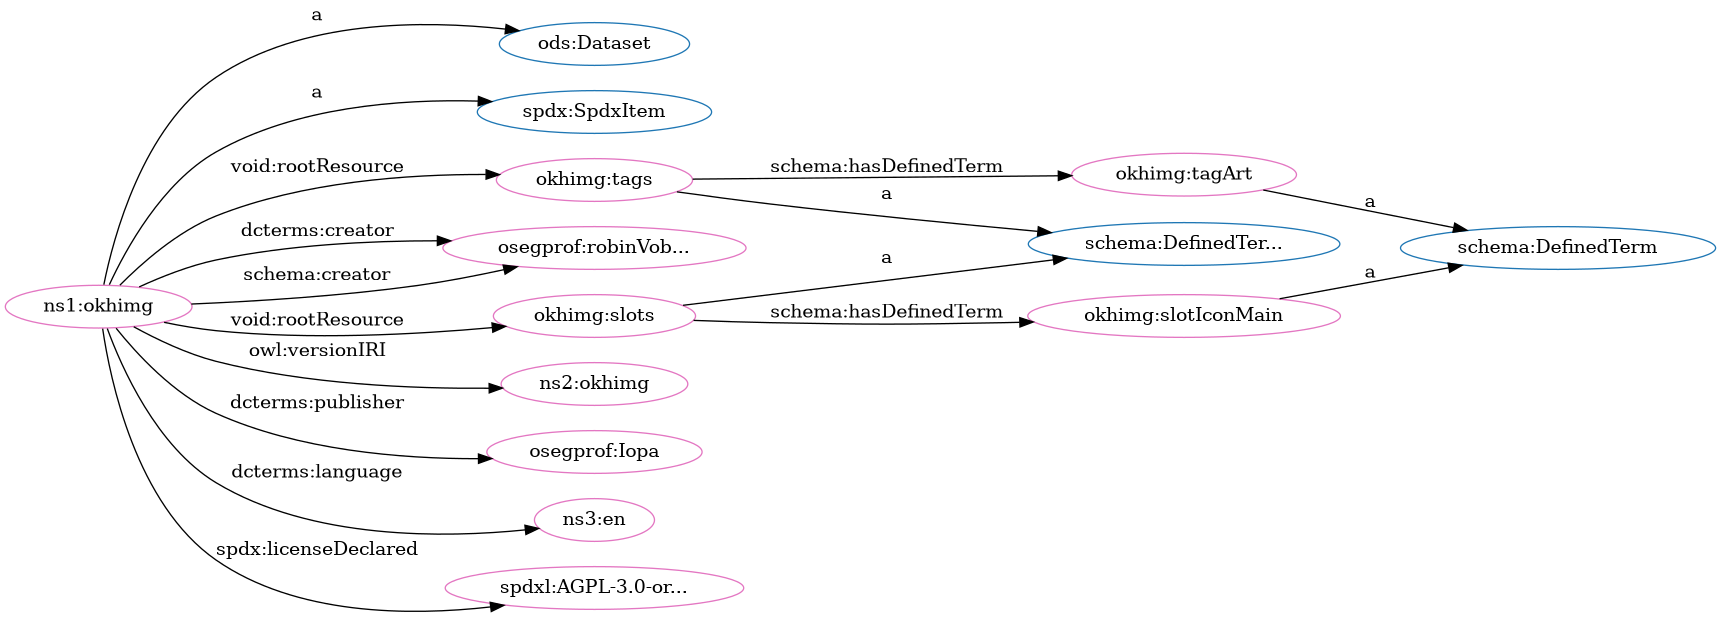 a
ods:Dataset
a
spdx:SpdxItem
void:rootResource
okhimg:tags
schema:hasDefinedTerm
okhimg:tagArt
a
a
dcterms:creator
osegprof:robinVob...
schema:DefinedTer...
schema:DefinedTerm
schema:creator
a
a
ns1:okhimg
void:rootResource
okhimg:slots
schema:hasDefinedTerm
okhimg:slotIconMain
owl:versionIRI
ns2:okhimg
dcterms:publisher
osegprof:Iopa
dcterms:language
ns3:en
spdx:licenseDeclared
spdxl:AGPL-3.0-or...